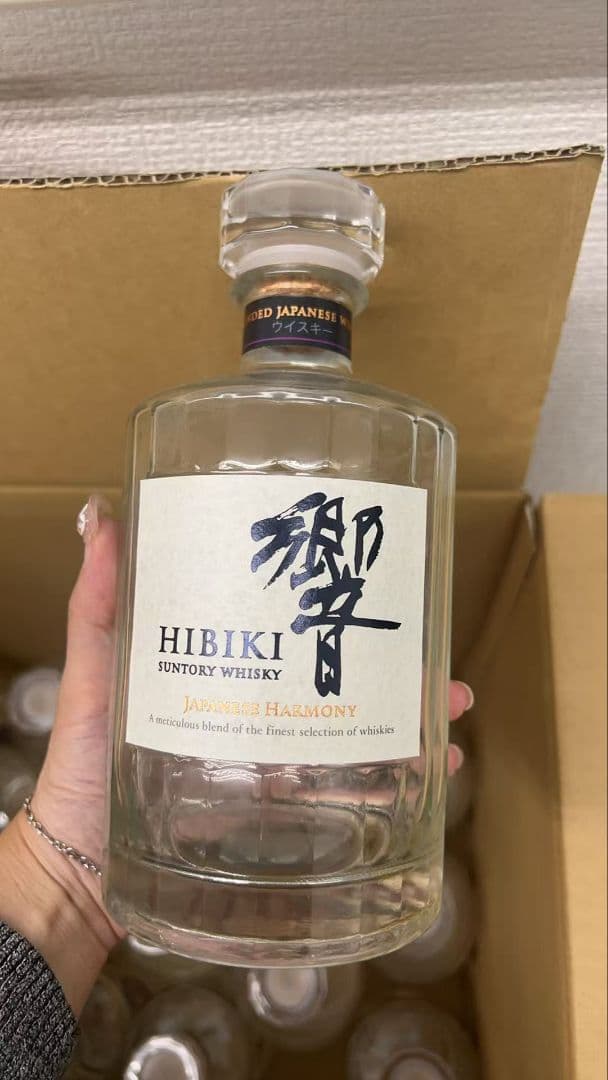 JAPANESE
ウイスキー
響
HIBIKI
SUNTORY WHISKY
JAPANESE HARMONY
A meticulous blend of the finest selection of whiskies